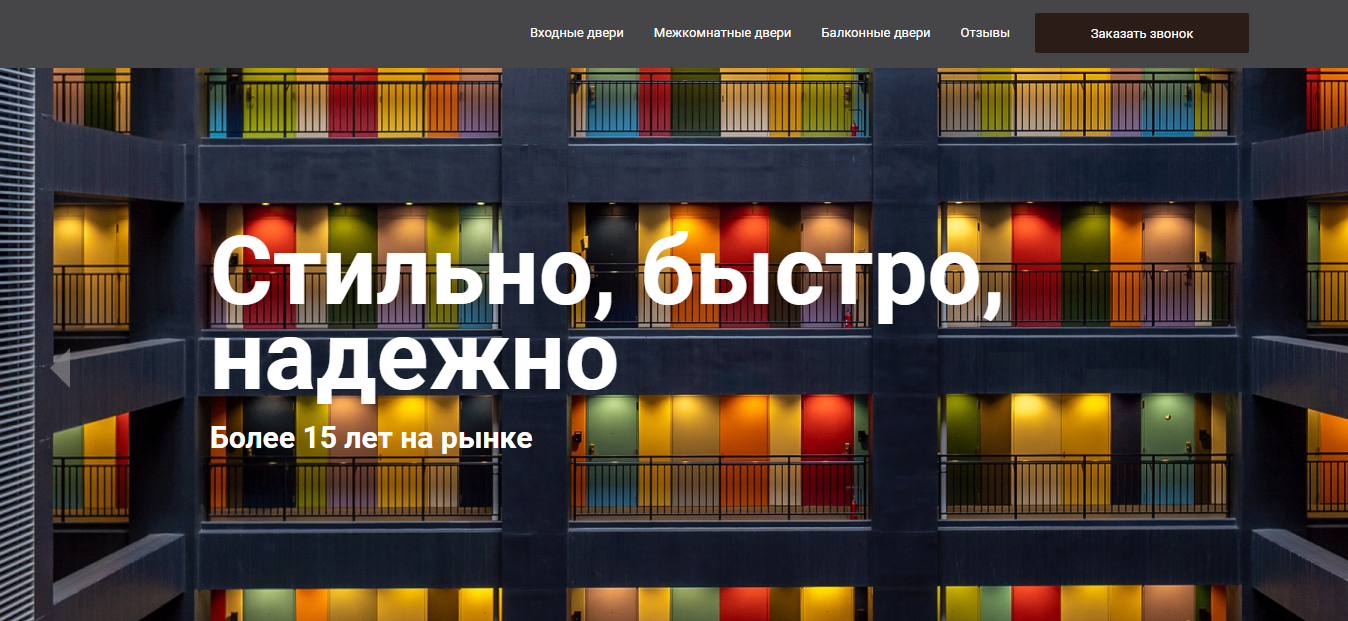 Входные двери Межкомнатные двери Балконные двери Отзывы Заказать звонок
Стильно, быстро,
надежно
Более 15 лет на рынке